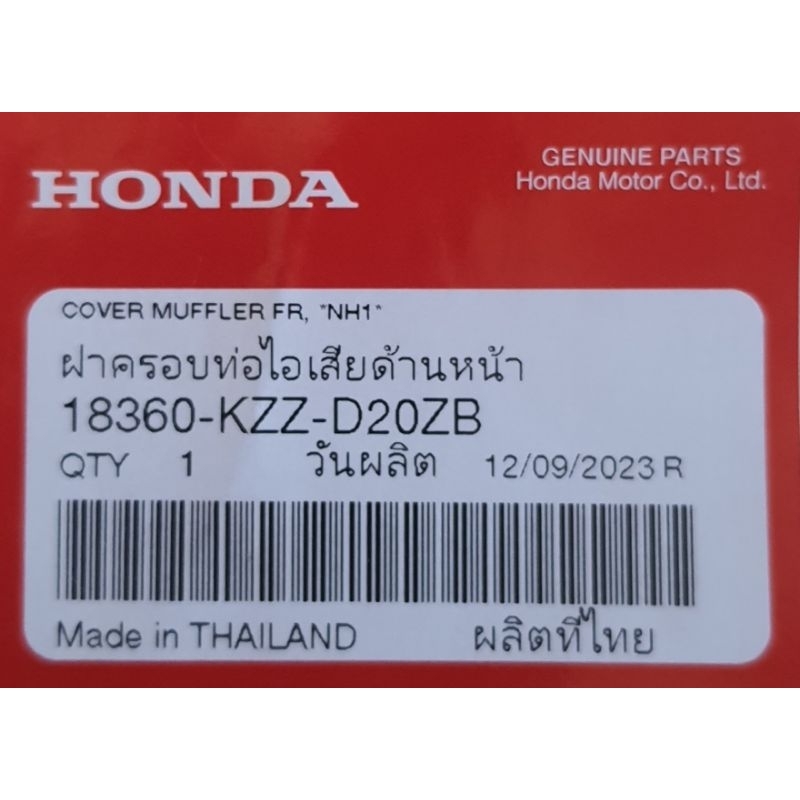 HONDA
GENUINE PARTS
Honda Motor Co., Ltd.
COVER MUFFLER FR, "NH1"
ฝาครอบท่อไอเสียด้านหน้า
18360-KZZ-D20ZB
QTY 1 วันผลิต 12/09/2023 R
Made in THAILAND ผลิตที่ไทย